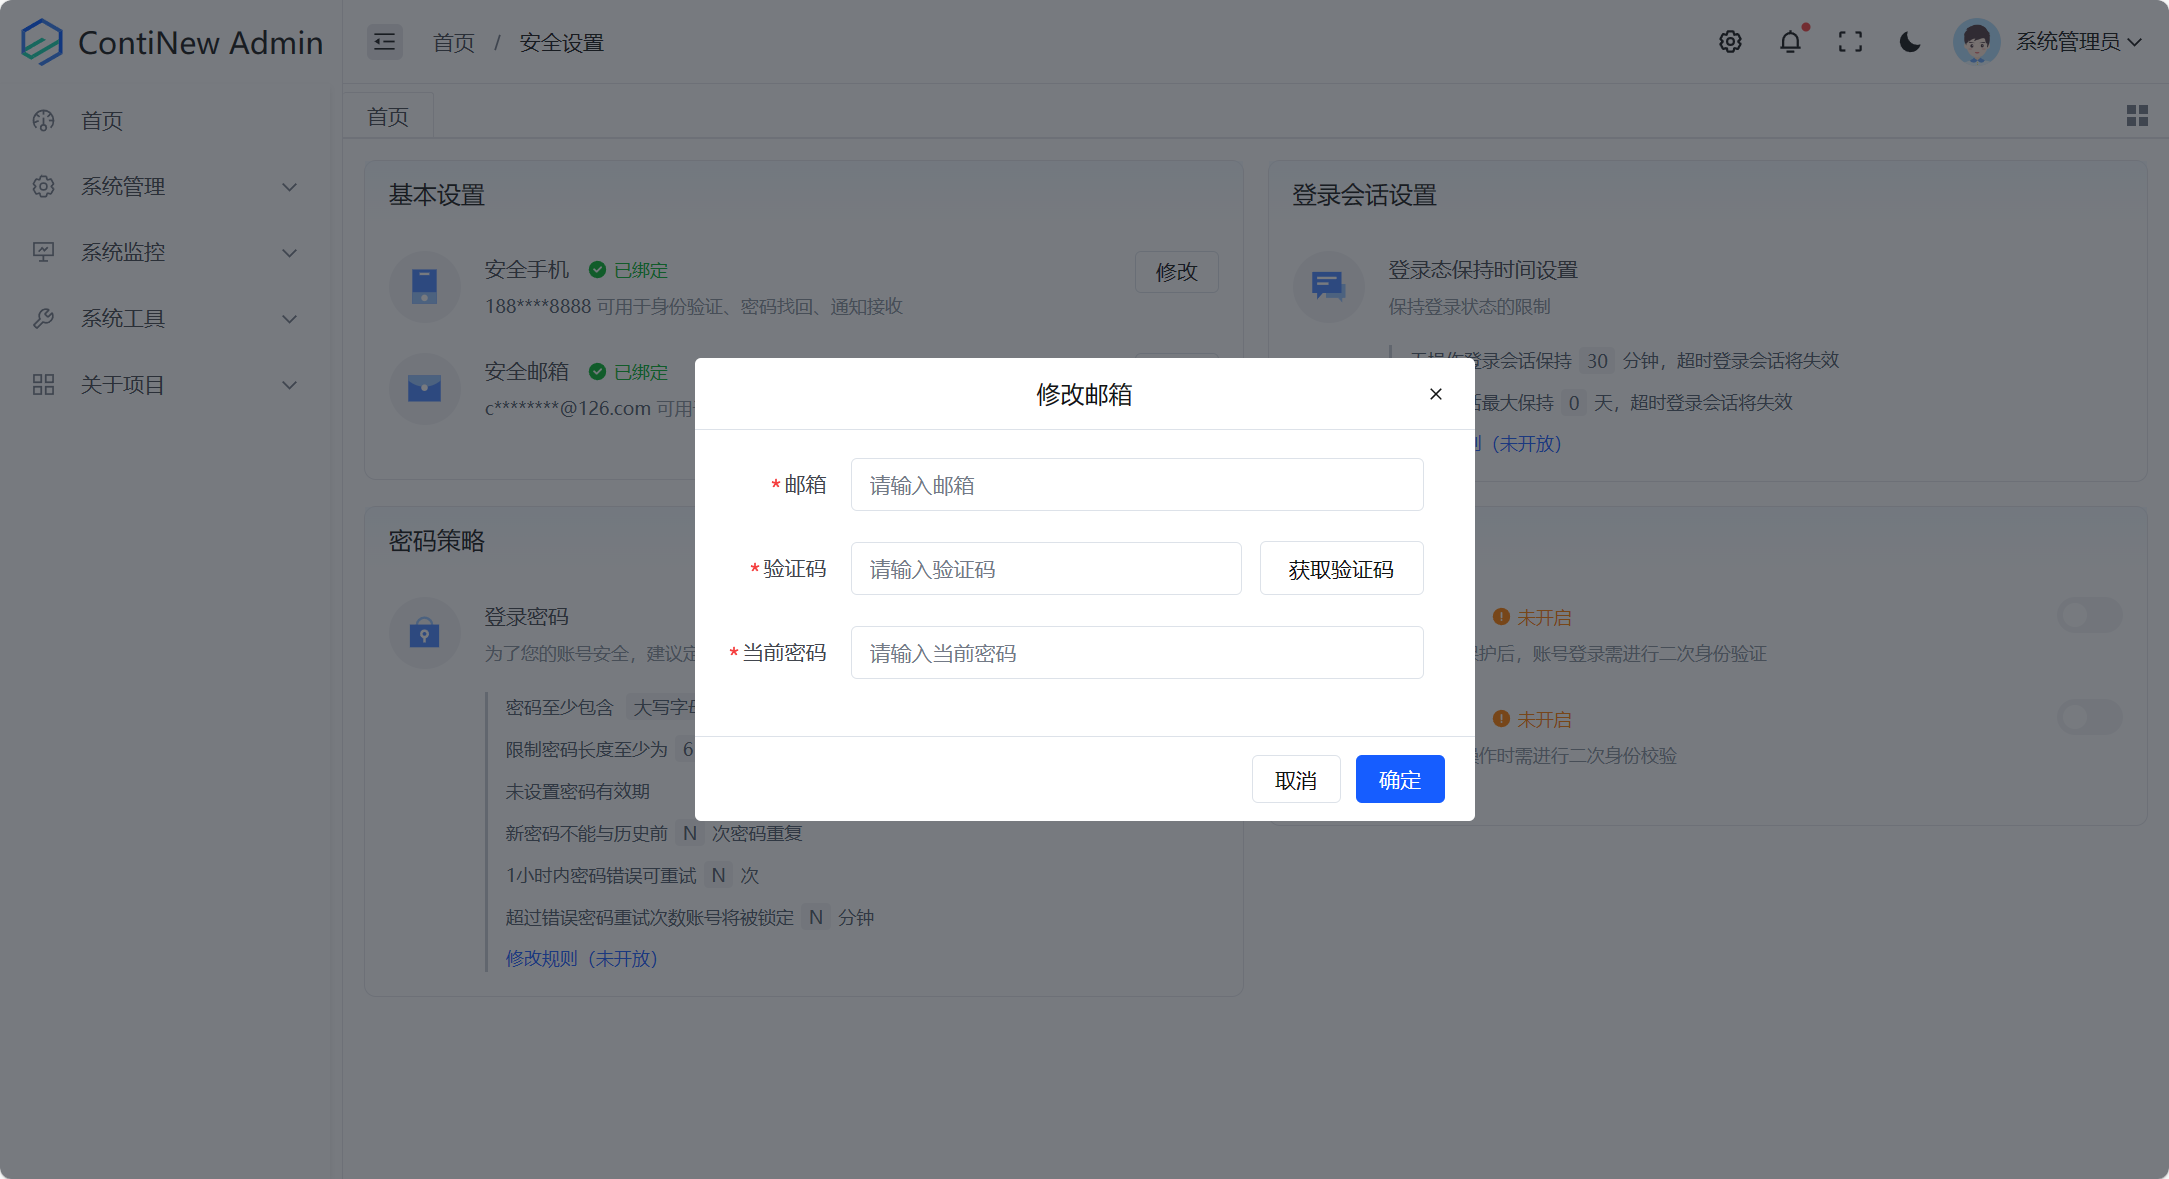 ContiNew Admin
首页 / 安全设置
系统管理员
首页
系统管理
系统监控
系统工具
关于项目
首页
基本设置
安全手机 已绑定
188****8888 可用于身份验证、密码找回、通知接收
修改
安全邮箱 已绑定
c********@126.com 可用
登录会话设置
登录态保持时间设置
保持登录状态的限制
登录会话保持 30 分钟，超时登录会话将失效
最大保持 0 天，超时登录会话将失效
（未开放）
修改邮箱
* 邮箱 请输入邮箱
* 验证码 请输入验证码 获取验证码
* 当前密码 请输入当前密码
取消 确定
密码策略
登录密码
为了您的账号安全，建议定
密码至少包含 大写字母
限制密码长度至少为 6
未设置密码有效期
新密码不能与历史前 N 次密码重复
1小时内密码错误可重试 N 次
超过错误密码重试次数账号将被锁定 N 分钟
修改规则（未开放）
未开启
护后，账号登录需进行二次身份验证
未开启
作时需进行二次身份校验